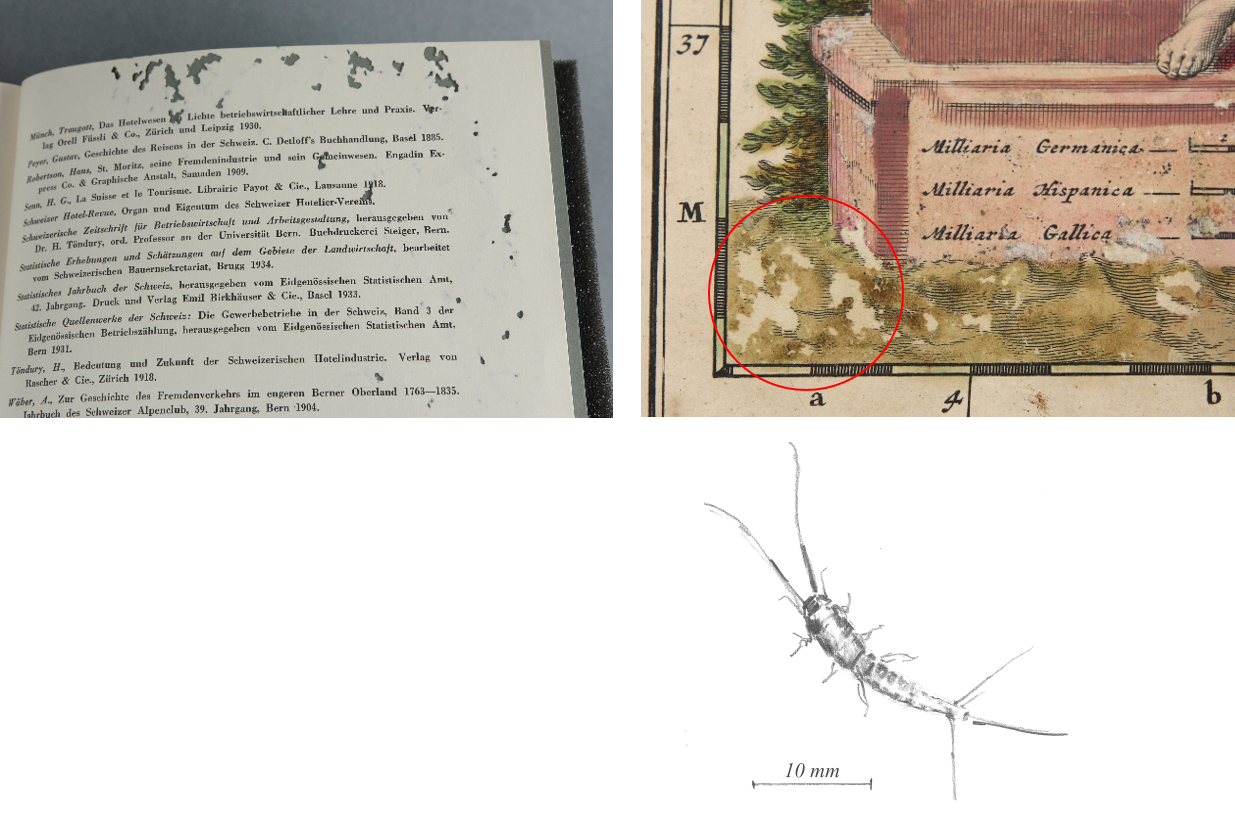 Münch, Traugott, Das Hotelwesen Lichte betriebswirtschaftlicher Lehre und Praxis. Ver-
lag Orell Füssli & Co., Zürich und Leipzig 1930.
Peyer, Gustav, Geschichte des Reisens in der Schweiz. C. Detloff's Buchhandlung, Basel 1885.
Robertson, Hans, St. Moritz, seine Fremdenindustrie und sein Gemeinwesen. Engadin Ex-
press Co. & Graphische Anstalt, Samaden 1909.
Senn, H. G., La Suisse et le Tourisme. Librairie Payot & Cie., Lausanne 1918.
Schweizer Hotel-Revue, Organ und Eigentum des Schweizer Hotelier-Vereins.
Schweizerische Zeitschrift für Betriebswirtschaft und Arbeitsgestaltung, herausgegeben von
Dr. H. Töndury, ord. Professor an der Universität Bern. Buchdruckerei Steiger, Bern.
Statistische Erhebungen und Schätzungen auf dem Gebiete der Landwirtschaft, bearbeitet
vom Schweizerischen Bauernsekretariat, Brugg 1934.
Statistisches Jahrbuch der Schweiz, herausgegeben vom Eidgenössischen Statistischen Amt,
42. Jahrgang. Druck und Verlag Emil Birkhäuser & Cie., Basel 1933.
Statistische Quellenwerke der Schweiz: Die Gewerbebetriebe in der Schweiz, Band 3 der
Eidgenössischen Betriebszählung, herausgegeben vom Eidgenössischen Statistischen Amt.
Bern 1931.
Töndury, H., Bedeutung und Zukunft der Schweizerischen Hotelindustrie. Verlag von
Rascher & Cie., Zürich 1918.
Wäber, A., Zur Geschichte des Fremdenverkehrs im engeren Berner Oberland 1763—1835.
Jahrbuch des Schweizer Alpenclub, 39. Jahrgang, Bern 1904.
37
Milliaria Germanica
Milliaria Hispanica
M
Milliaria Gallica
a 4 b
10 mm